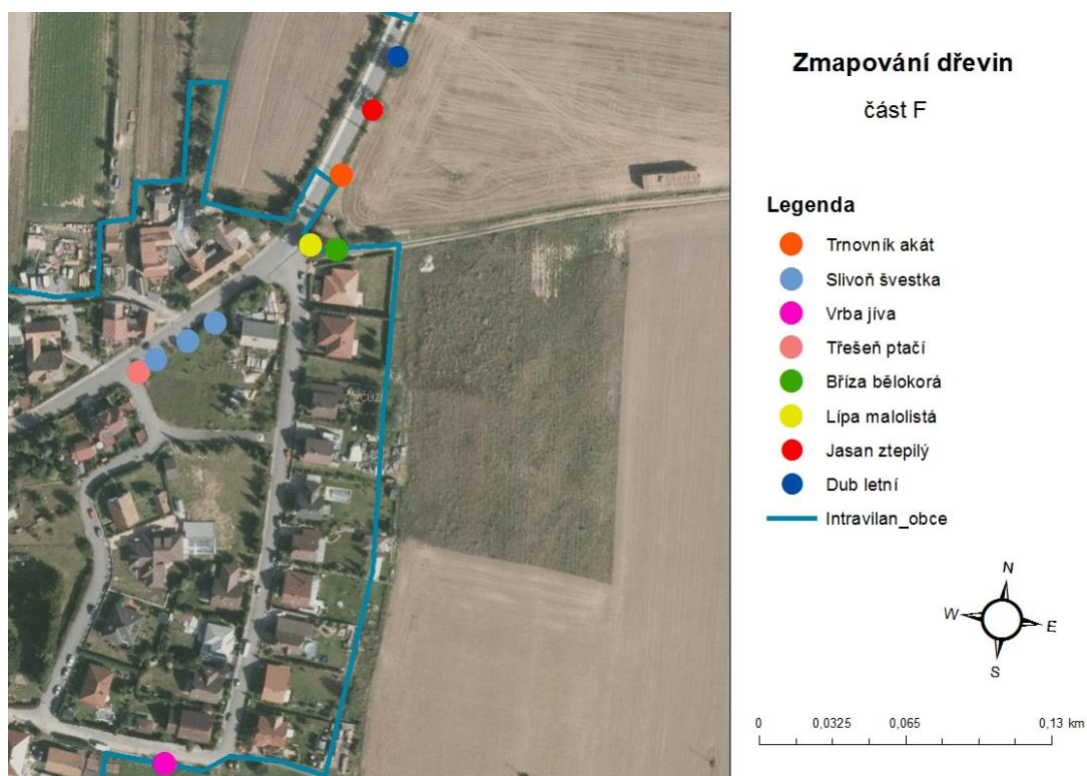 Zmapování dřevin
část F
Legenda
Trnovník akát
Slivoň švestka
Vrba jíva
Třešeň ptačí
Bříza bělokorá
Lípa malolistá
Jasan ztepilý
Dub letní
Intravilan_obce
N
W E
S
0 0,0325 0,065 0,13 km